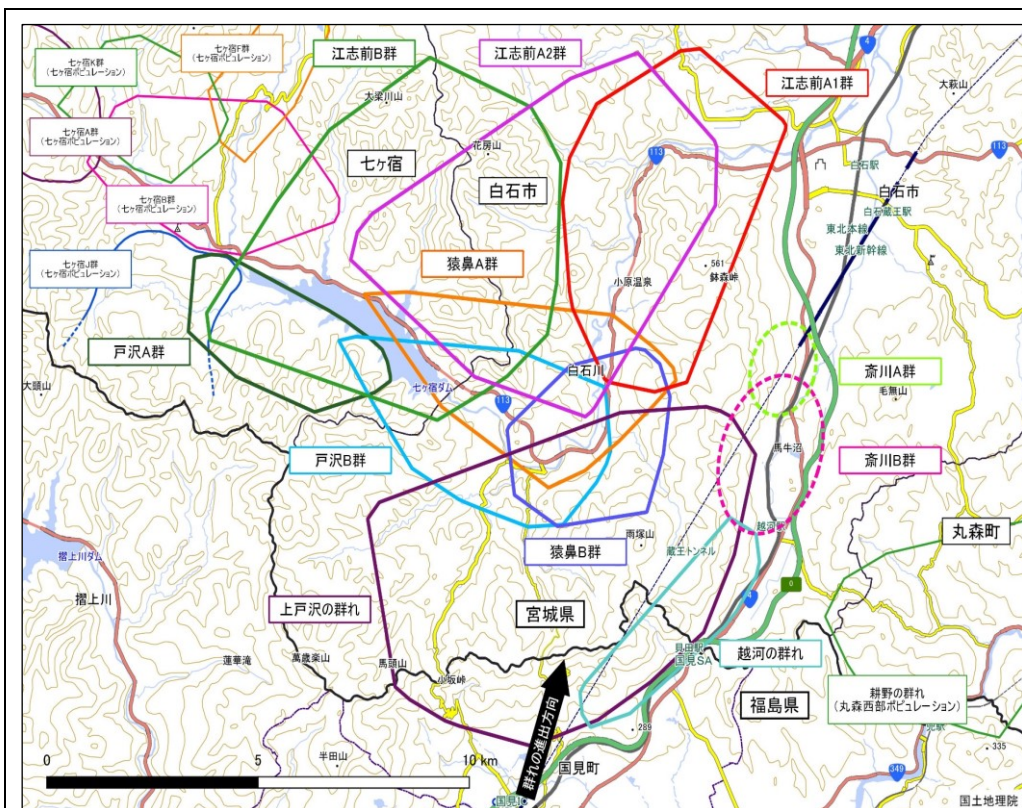 七ヶ宿K群
(七ヶ宿ポピュレーション)
七ヶ宿F群
(七ヶ宿ポピュレーション)
江志前B群
江志前A2群
江志前A1群
4
大萩山
大梁川山
花房山
七ヶ宿A群
(七ヶ宿ポピュレーション)
七ヶ宿
白石市
113
113
白石駅
白石市
白石蔵王駅
東北本線
東北新幹線
七ヶ宿B群
(七ヶ宿ポピュレーション)
七ヶ宿J群
(七ヶ宿ポピュレーション)
猿鼻A群
小原温泉
561
鉢森峠
戸沢A群
大頭山
七ヶ宿ダム
113
白石川
斎川A群
毛無山
戸沢B群
馬牛沼
斎川B群
越河駅
猿鼻B群
雨塚山
蔵王トンネル
丸森町
摺上川ダム
摺上川
上戸沢の群れ
宮城県
0
4
貝田駅
国見SA
越河の群れ
蓮華滝
萬歳楽山
馬頭山
小坂峠
群れの進出方向
福島県
耕野の群れ
(丸森西部ポピュレーション)
289
335
半田山
国見町
349
国見IC
0
5
10 km
国土地理院